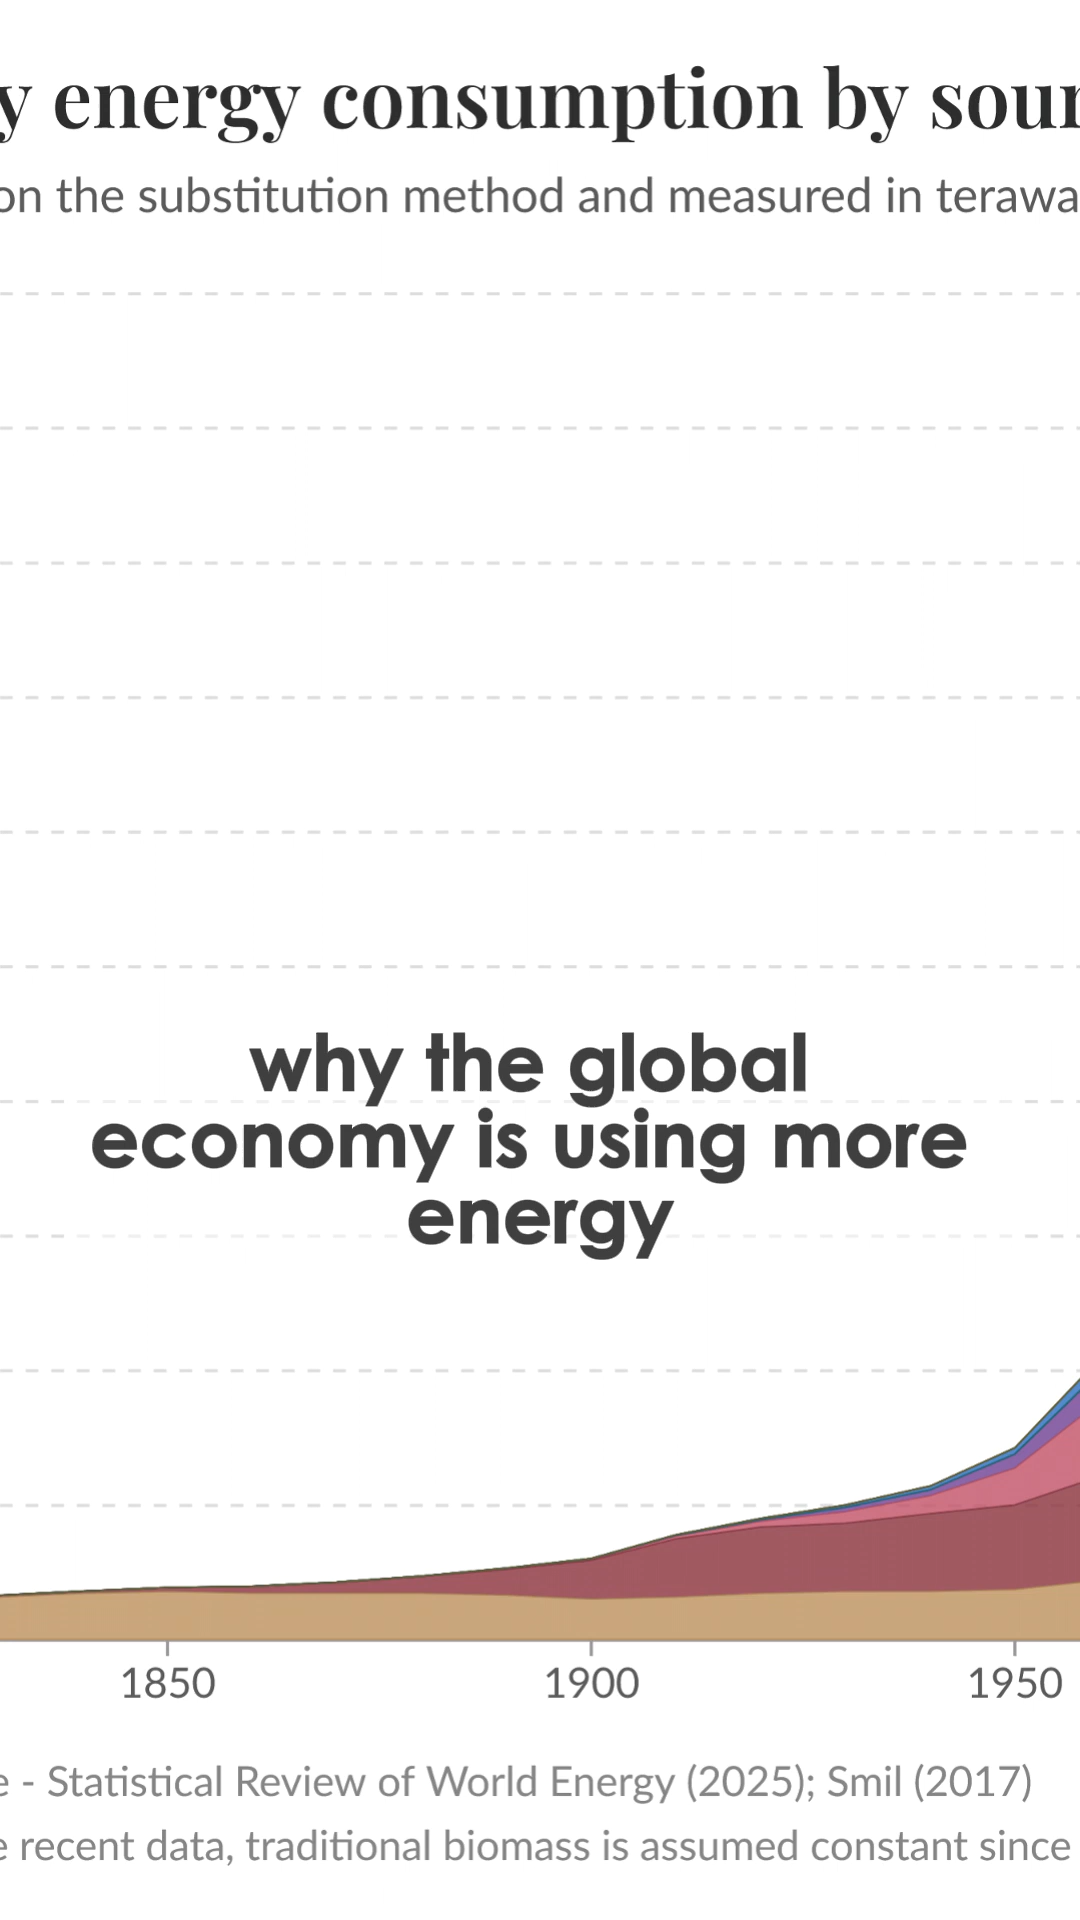 y energy consumption by sour
on the substitution method and measured in terawa
why the global
economy is using more
energy
1850 1900 1950
e - Statistical Review of World Energy (2025); Smil (2017)
e recent data, traditional biomass is assumed constant since